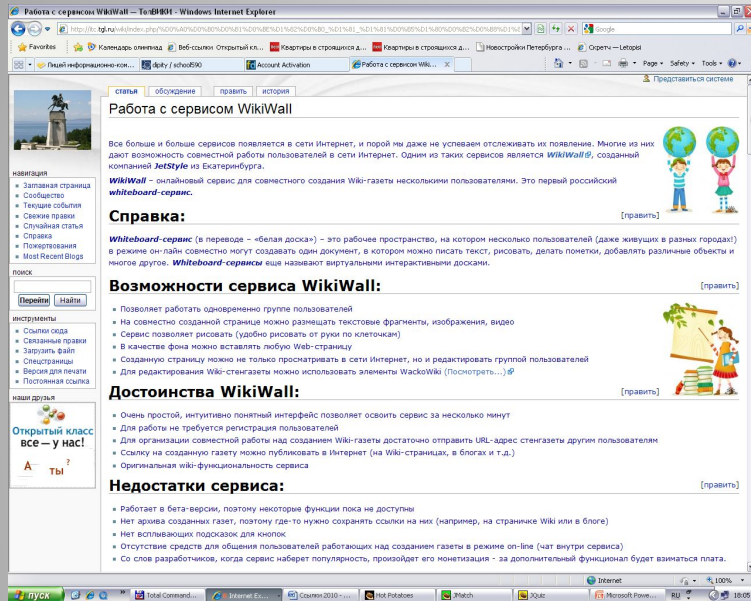 Работа с сервисом WikiWall — ТолВИКИ - Windows Internet Explorer
Google
Favorites
Календарь олимпиад
Веб-ссылки Открытый кл...
Квартиры в строящихся д...
Квартиры в строящихся д...
Новостройки Петербурга ...
Скретч — Letopisi
Лицей информационно-ком...
dipity / school590
Account Activation
Работа с сервисом Wiki...
Page
Safety
Tools
Представиться системе
статья
обсуждение
править
история
Работа с сервисом WikiWall
Все больше и больше сервисов появляется в сети Интернет, и порой мы даже не успеваем отслеживать их появление. Многие из них
дают возможность совместной работы пользователей в сети Интернет. Одним из таких сервисов является WikiWall, созданный
компанией JetStyle из Екатеринбурга.
WikiWall – онлайновый сервис для совместного создания Wiki-газеты несколькими пользователями. Это первый российский
whiteboard-сервис.
навигация
Заглавная страница
Сообщество
Текущие события
Свежие правки
Случайная статья
Справка
Пожертвования
Most Recent Blogs
поиск
Перейти
Найти
инструменты
Ссылки сюда
Связанные правки
Загрузить файл
Спецстраницы
Версия для печати
Постоянная ссылка
наши друзья
Открытый класс
все — у нас!
А ты ?
Справка:
[править]
Whiteboard-сервис (в переводе – «белая доска») – это рабочее пространство, на котором несколько пользователей (даже живущих в разных городах!)
в режиме он-лайн совместно могут создавать один документ, в котором можно писать текст, рисовать, делать пометки, добавлять различные объекты и
многое другое. Whiteboard-сервисы еще называют виртуальными интерактивными досками.
Возможности сервиса WikiWall:
[править]
Позволяет работать одновременно группе пользователей
На совместно созданной странице можно размещать текстовые фрагменты, изображения, видео
Сервис позволяет рисовать (удобно рисовать от руки по клеточкам)
В качестве фона можно вставлять любую Web-страницу
Созданную страницу можно не только просматривать в сети Интернет, но и редактировать группой пользователей
Для редактирования Wiki-стенгазеты можно использовать элементы WackoWiki (Посмотреть...)
Достоинства WikiWall:
[править]
Очень простой, интуитивно понятный интерфейс позволяет освоить сервис за несколько минут
Для работы не требуется регистрация пользователей
Для организации совместной работы над созданием Wiki-газеты достаточно отправить URL-адрес стенгазеты другим пользователям
Ссылку на созданную газету можно публиковать в Интернет (на Wiki-страницах, в блогах и т.д.)
Оригинальная wiki-функциональность сервиса
Недостатки сервиса:
[править]
Работает в бета-версии, поэтому некоторые функции пока не доступны
Нет архива созданных газет, поэтому где-то нужно сохранять ссылки на них (например, на страничке Wiki или в блоге)
Нет всплывающих подсказок для кнопок
Отсутствие средств для общения пользователей работающих над созданием газеты в режиме on-line (чат внутри сервиса)
Со слов разработчиков, когда сервис наберет популярность, произойдет его монетизация - за дополнительный функционал будет взиматься плата.
Internet
100%
пуск
Total Command...
Internet Ex...
Ссылки 2010 - ...
Hot Potatoes
JMatch
JQuiz
Microsoft Powe...
RU
18:05